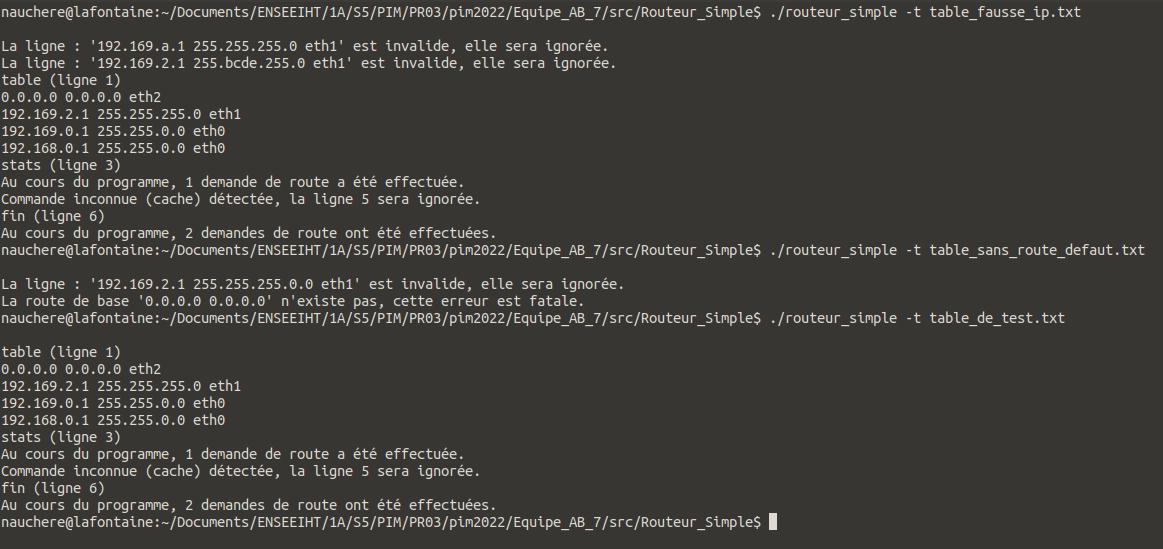 nauchere@lafontaine:~/Documents/ENSEEIHT/1A/S5/PIM/PR03/pim2022/Equipe_AB_7/src/Routeur_Simple$ ./routeur_simple -t table_fausse_ip.txt
La ligne : '192.169.a.1 255.255.255.0 eth1' est invalide, elle sera ignorée.
La ligne : '192.169.2.1 255.bcde.255.0 eth1' est invalide, elle sera ignorée.
table (ligne 1)
0.0.0.0 0.0.0.0 eth2
192.169.2.1 255.255.255.0 eth1
192.169.0.1 255.255.0.0 eth0
192.168.0.1 255.255.0.0 eth0
stats (ligne 3)
Au cours du programme, 1 demande de route a été effectuée.
Commande inconnue (cache) détectée, la ligne 5 sera ignorée.
fin (ligne 6)
Au cours du programme, 2 demandes de route ont été effectuées.
nauchere@lafontaine:~/Documents/ENSEEIHT/1A/S5/PIM/PR03/pim2022/Equipe_AB_7/src/Routeur_Simple$ ./routeur_simple -t table_sans_route_defaut.txt
La ligne : '192.169.2.1 255.255.255.0.0 eth1' est invalide, elle sera ignorée.
La route de base '0.0.0.0 0.0.0.0' n'existe pas, cette erreur est fatale.
nauchere@lafontaine:~/Documents/ENSEEIHT/1A/S5/PIM/PR03/pim2022/Equipe_AB_7/src/Routeur_Simple$ ./routeur_simple -t table_de_test.txt
table (ligne 1)
0.0.0.0 0.0.0.0 eth2
192.169.2.1 255.255.255.0 eth1
192.169.0.1 255.255.0.0 eth0
192.168.0.1 255.255.0.0 eth0
stats (ligne 3)
Au cours du programme, 1 demande de route a été effectuée.
Commande inconnue (cache) détectée, la ligne 5 sera ignorée.
fin (ligne 6)
Au cours du programme, 2 demandes de route ont été effectuées.
nauchere@lafontaine:~/Documents/ENSEEIHT/1A/S5/PIM/PR03/pim2022/Equipe_AB_7/src/Routeur_Simple$